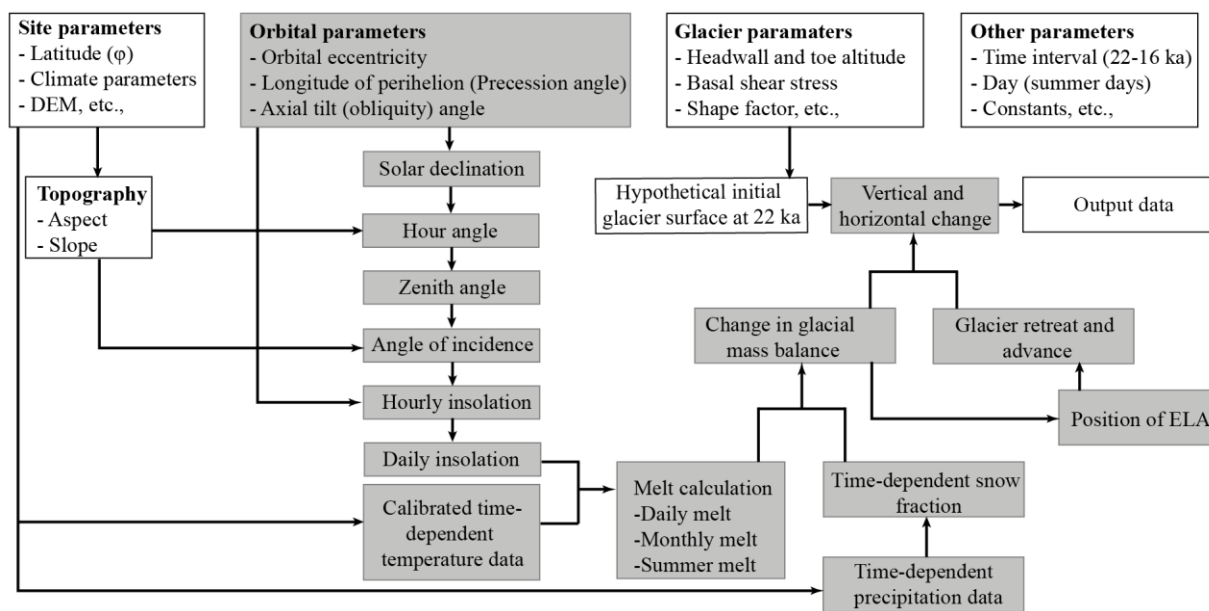 Site parameters
- Latitude (φ)
- Climate parameters
- DEM, etc.,
Orbital parameters
- Orbital eccentricity
- Longitude of perihelion (Precession angle)
- Axial tilt (obliquity) angle
Glacier paramaters
- Headwall and toe altitude
- Basal shear stress
- Shape factor, etc.,
Other parameters
- Time interval (22-16 ka)
- Day (summer days)
- Constants, etc.,
Topography
- Aspect
- Slope
Solar declination
Hour angle
Zenith angle
Angle of incidence
Hourly insolation
Daily insolation
Calibrated time-
dependent
temperature data
Hypothetical initial
glacier surface at 22 ka
Vertical and
horizontal change
Output data
Change in glacial
mass balance
Glacier retreat and
advance
Position of ELA
Melt calculation
-Daily melt
-Monthly melt
-Summer melt
Time-dependent snow
fraction
Time-dependent
precipitation data